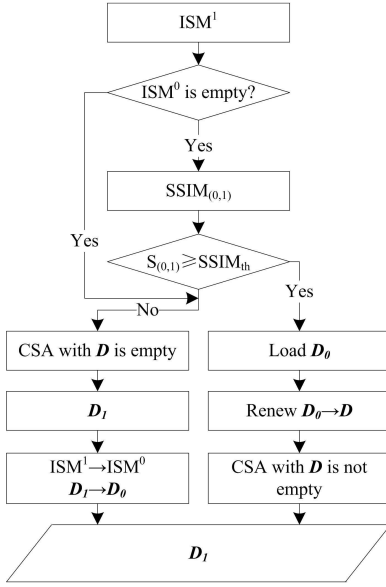 ISM¹
ISM⁰ is empty?
Yes
SSIM₍₀,₁₎
Yes
S₍₀,₁₎⩾SSIMth
No
Yes
CSA with D is empty
Load D₀
D₁
Renew D₀→D
ISM¹→ISM⁰
D₁→D₀
CSA with D is not
empty
D₁